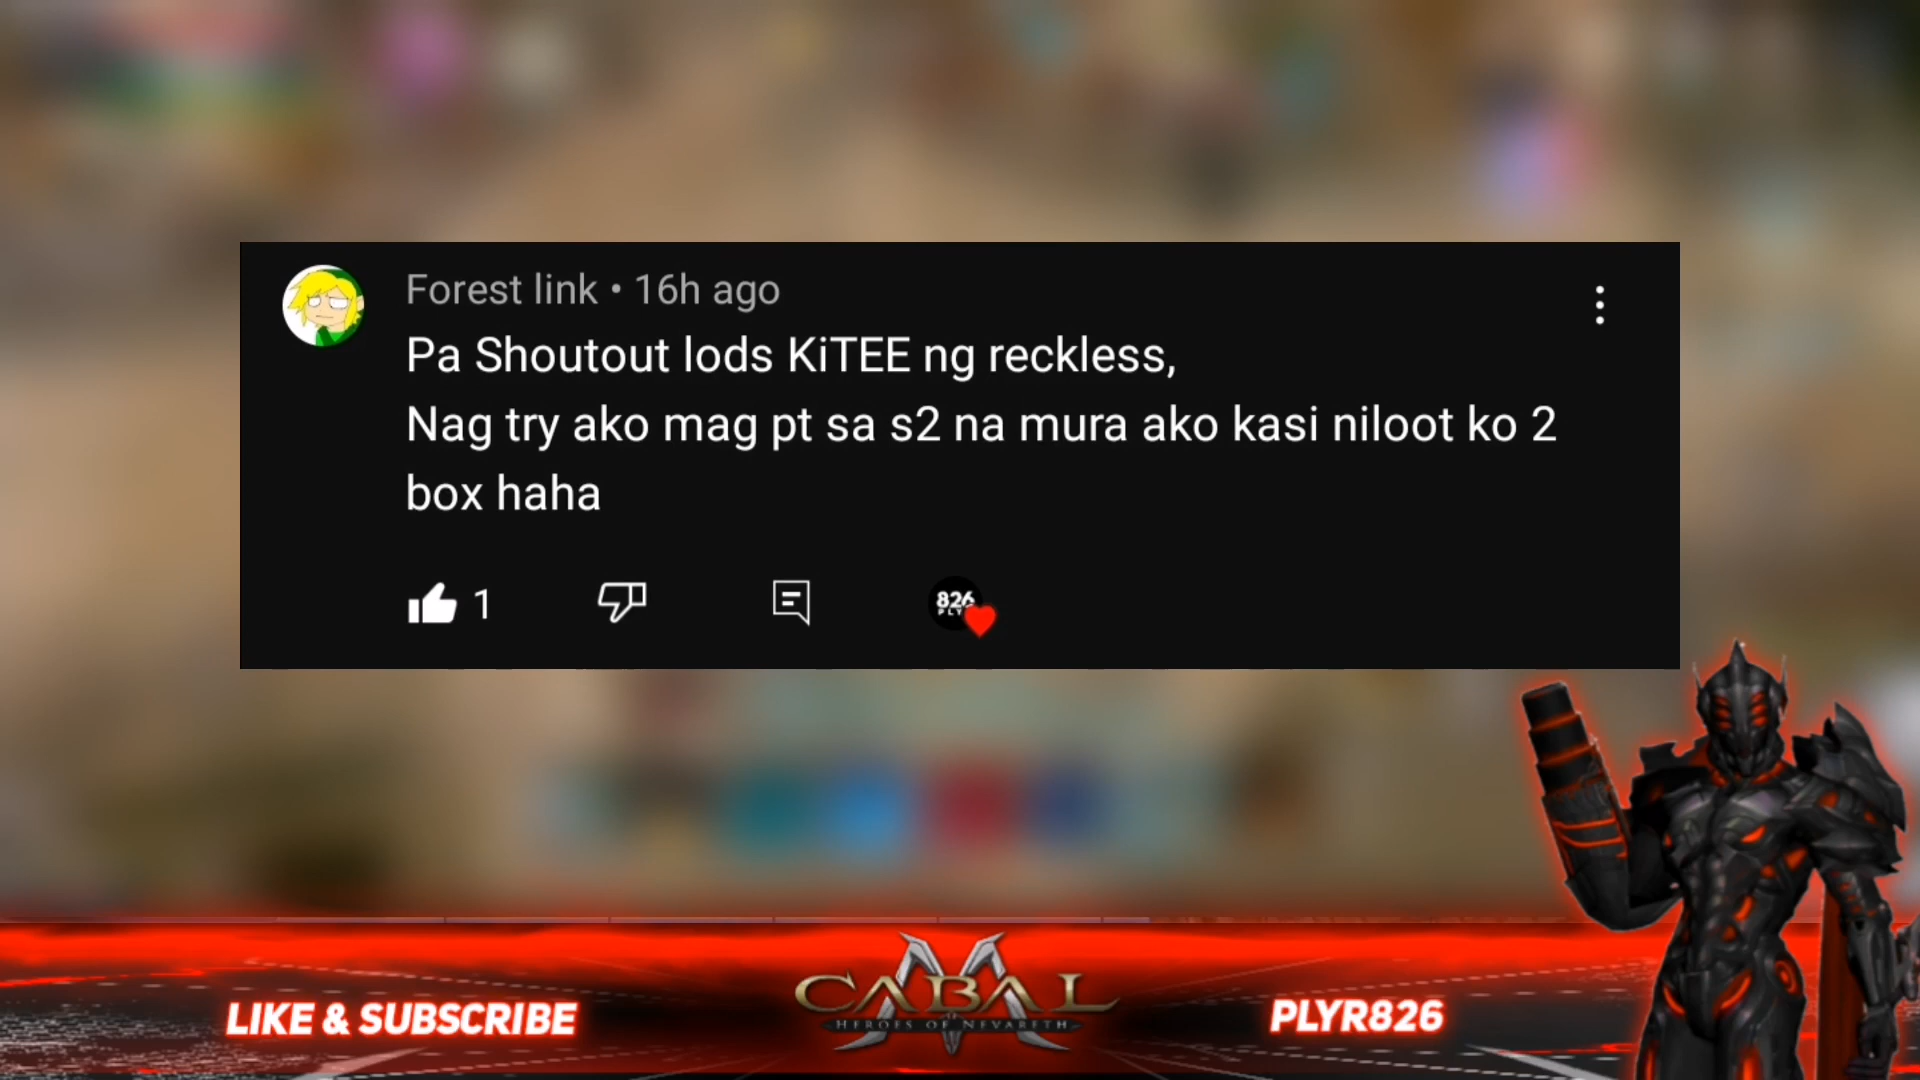 Forest link • 16h ago
Pa Shoutout lods KiTEE ng reckless,
Nag try ako mag pt sa s2 na mura ako kasi niloot ko 2
box haha
1
826
PLY
LIKE & SUBSCRIBE
CABAL
HEROES OF NEVARETH
PLYR826